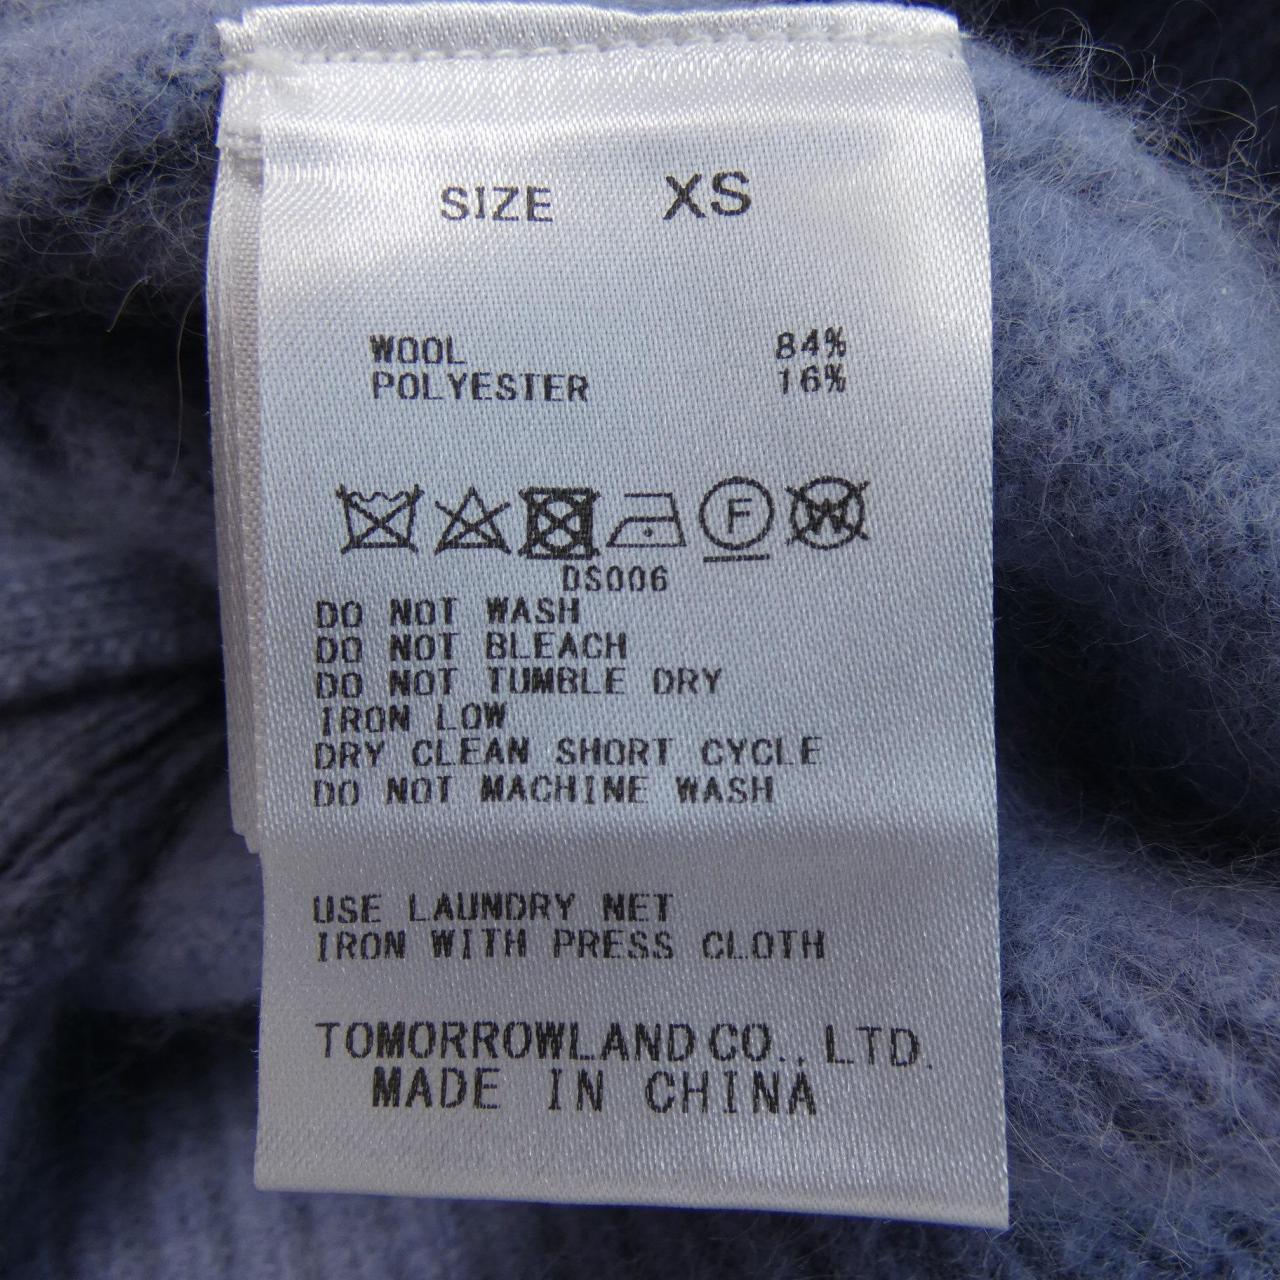 SIZE XS
WOOL 84%
POLYESTER 16%
F W
DS006
DO NOT WASH
DO NOT BLEACH
DO NOT TUMBLE DRY
IRON LOW
DRY CLEAN SHORT CYCLE
DO NOT MACHINE WASH
USE LAUNDRY NET
IRON WITH PRESS CLOTH
TOMORROWLAND CO., LTD.
MADE IN CHINA